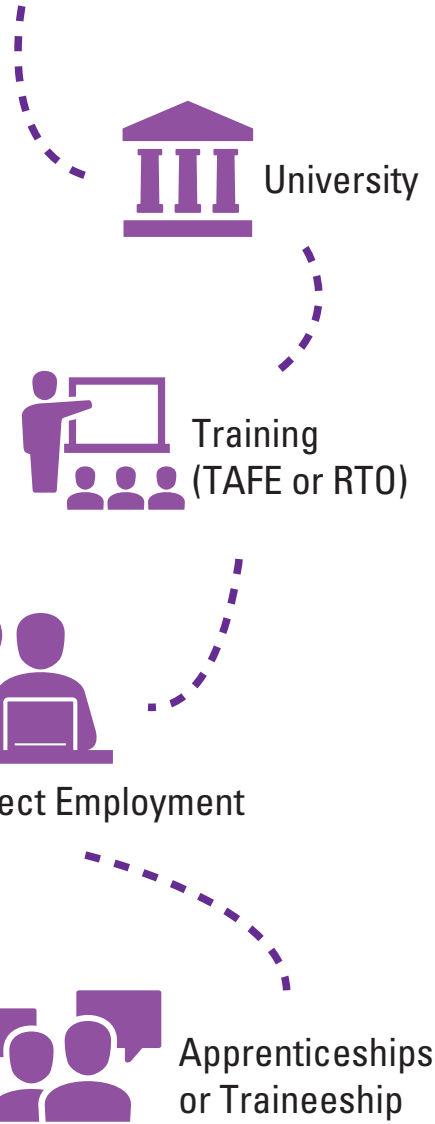 University
Training
(TAFE or RTO)
ect Employment
Apprenticeships
or Traineeship